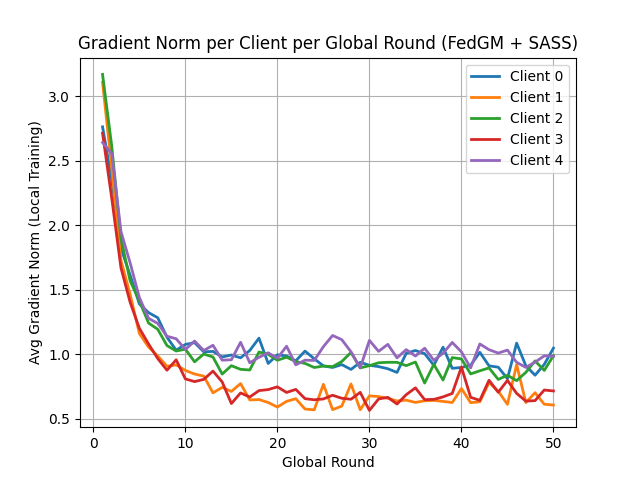 Gradient Norm per Client per Global Round (FedGM + SASS)
Client 0
Client 1
Client 2
Client 3
Client 4
Avg Gradient Norm (Local Training)
3.0
2.5
2.0
1.5
1.0
0.5
0 10 20 30 40 50
Global Round